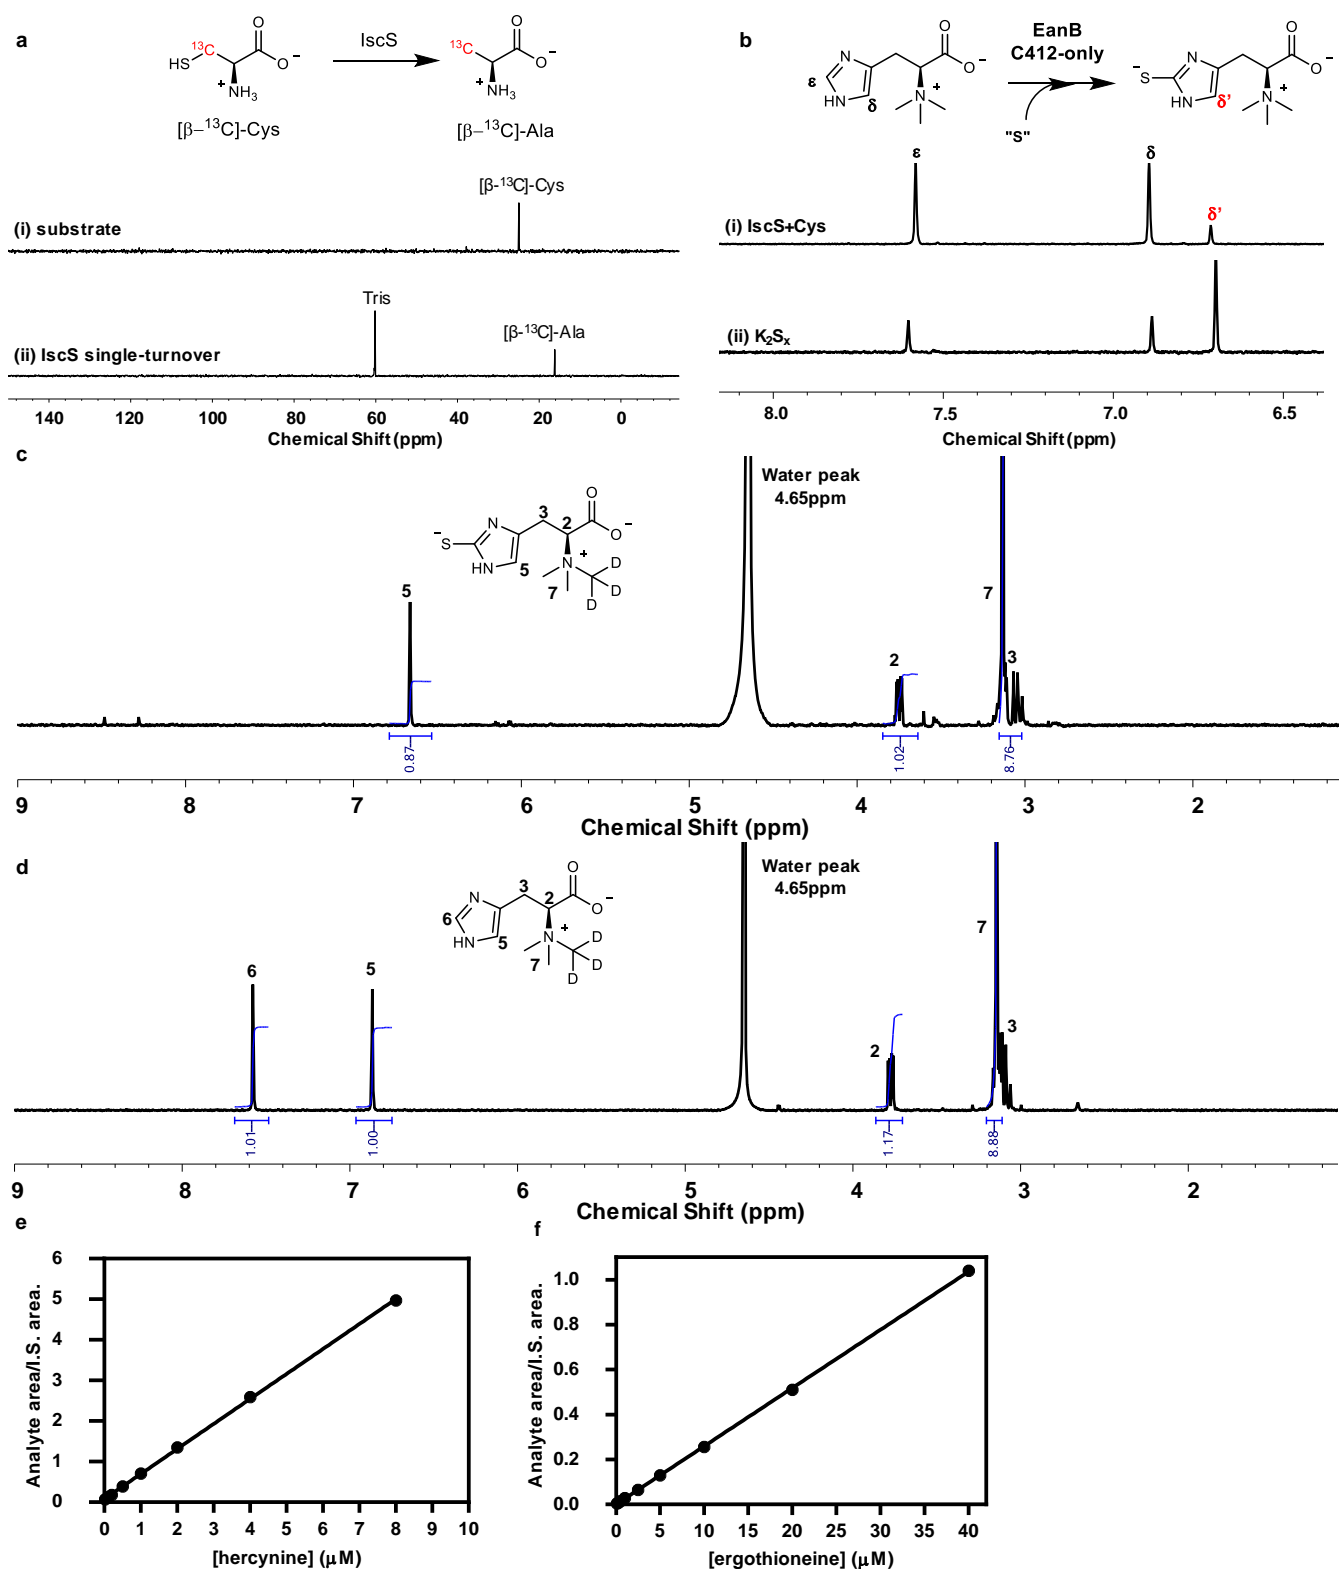 a
SH 13C O O− + NH3
IscS
13C O O− + NH3
[β–13C]-Cys
[β–13C]-Ala
[β-13C]-Cys
(i) substrate
Tris
[β-13C]-Ala
(ii) IscS single-turnover
140 120 100 80 60 40 20 0
Chemical Shift (ppm)
b
N O O− ε HN δ N +
EanB
C412-only
"S"
− S N HN δ' O O− N +
ε
δ
δ'
(i) IscS+Cys
(ii) K2Sx
8.0 7.5 7.0 6.5
Chemical Shift (ppm)
c
− S N HN 5 3 2 O O− N + 7 D D D
Water peak
4.65ppm
5
2
7
3
0.87
1.02
8.76
9 8 7 6 5 4 3 2
Chemical Shift (ppm)
d
6 N HN 5 3 2 O O− N + 7 D D D
Water peak
4.65ppm
6
5
2
7
3
1.01
1.00
1.17
8.88
9 8 7 6 5 4 3 2
Chemical Shift (ppm)
e
Analyte area/I.S. area.
6
5
4
3
2
1
0
0 1 2 3 4 5 6 7 8 9 10
[hercynine] (μM)
f
Analyte area/I.S. area.
1.0
0.8
0.6
0.4
0.2
0.0
0 5 10 15 20 25 30 35 40
[ergothioneine] (μM)